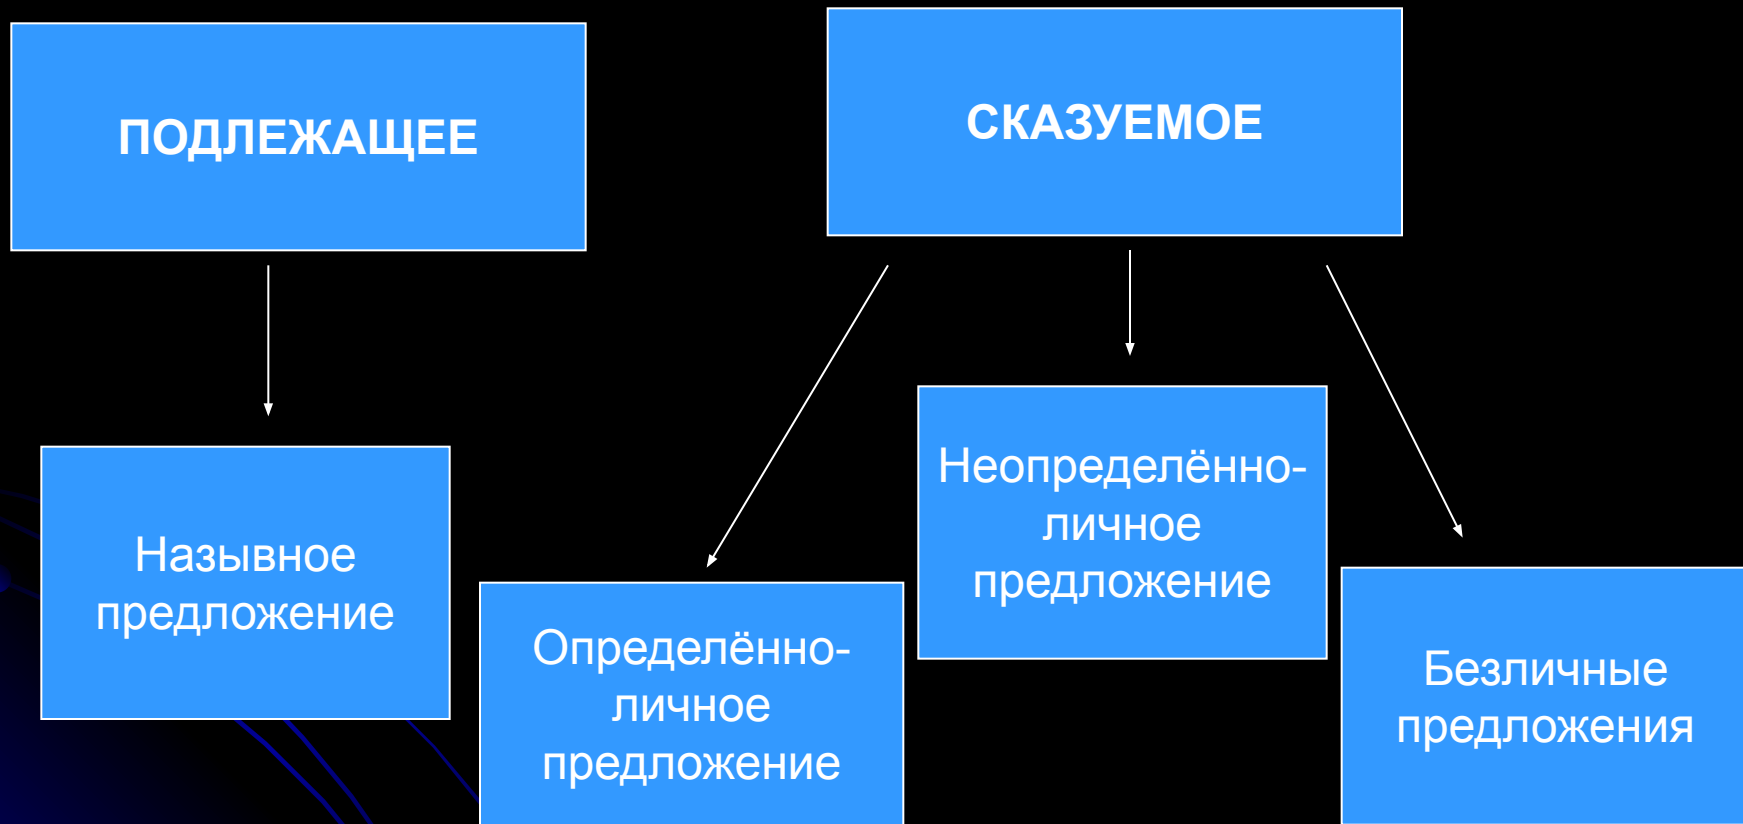 ПОДЛЕЖАЩЕЕ
СКАЗУЕМОЕ
Назывное
предложение
Определённо-
личное
предложение
Неопределённо-
личное
предложение
Безличные
предложения